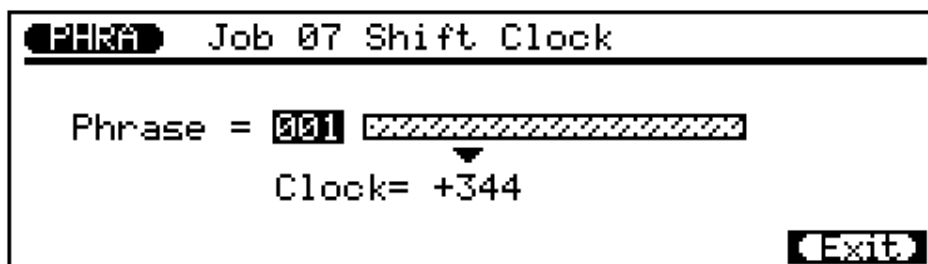 PHRA Job 07 Shift Clock
Phrase = 001
Clock= +344
Exit